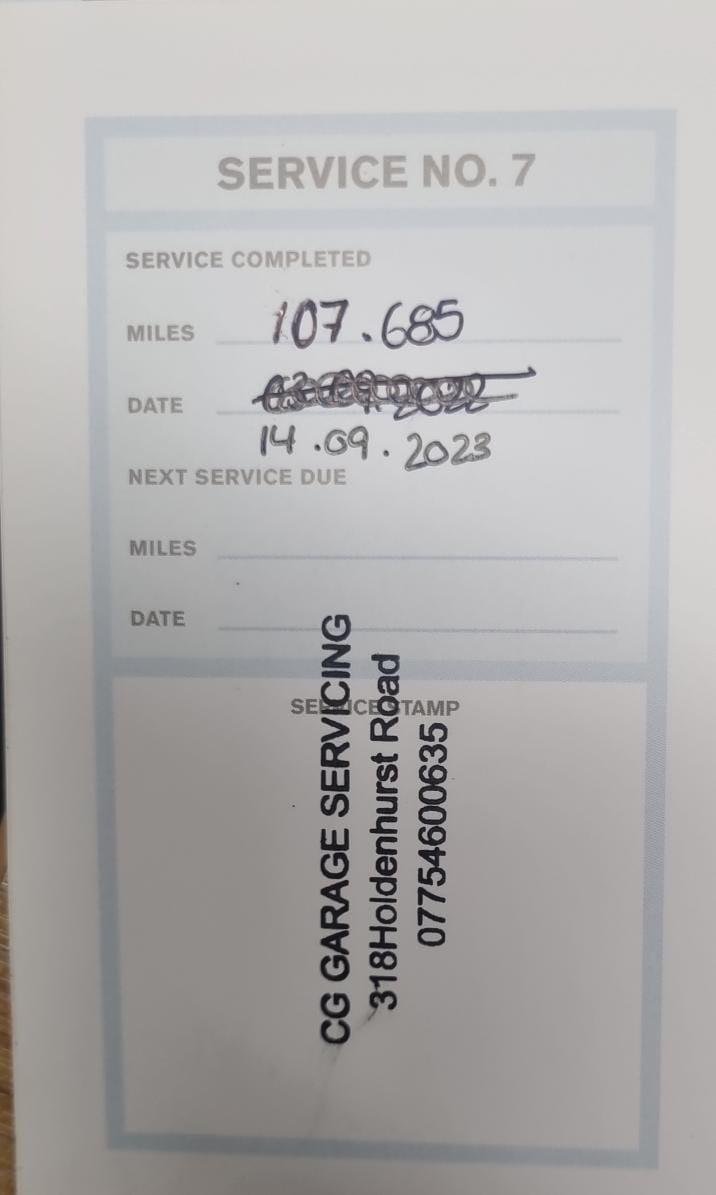 SERVICE NO. 7
SERVICE COMPLETED
MILES 107.685
DATE
14.09.2023
NEXT SERVICE DUE
MILES
DATE
SERVICE STAMP
CG GARAGE SERVICING
318Holdenhurst Road
07754600635